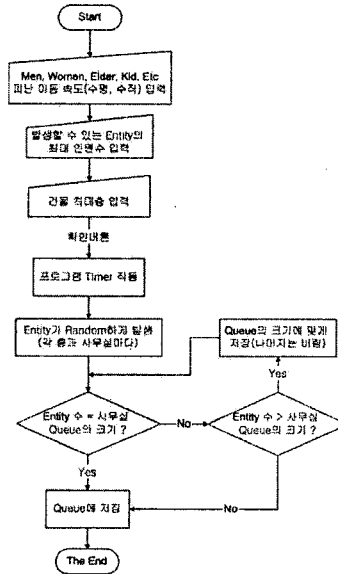 Start
Men, Woman, Elder, Kid, Etc
피난 이동 속도(수평, 수직) 입력
발생할 수 있는 Entity의
최대 인원수 입력
건물 최대층 입력
확인버튼
프로그램 Timer 작동
Entity가 Random하게 발생
(각 층과 사무실마다)
Queue의 크기에 맞게
저장(나머지는 버림)
Yes
Entity 수 = 사무실
Queue의 크기 ?
No
Entity 수 > 사무실
Queue의 크기 ?
Yes
No
Queue에 저장
The End